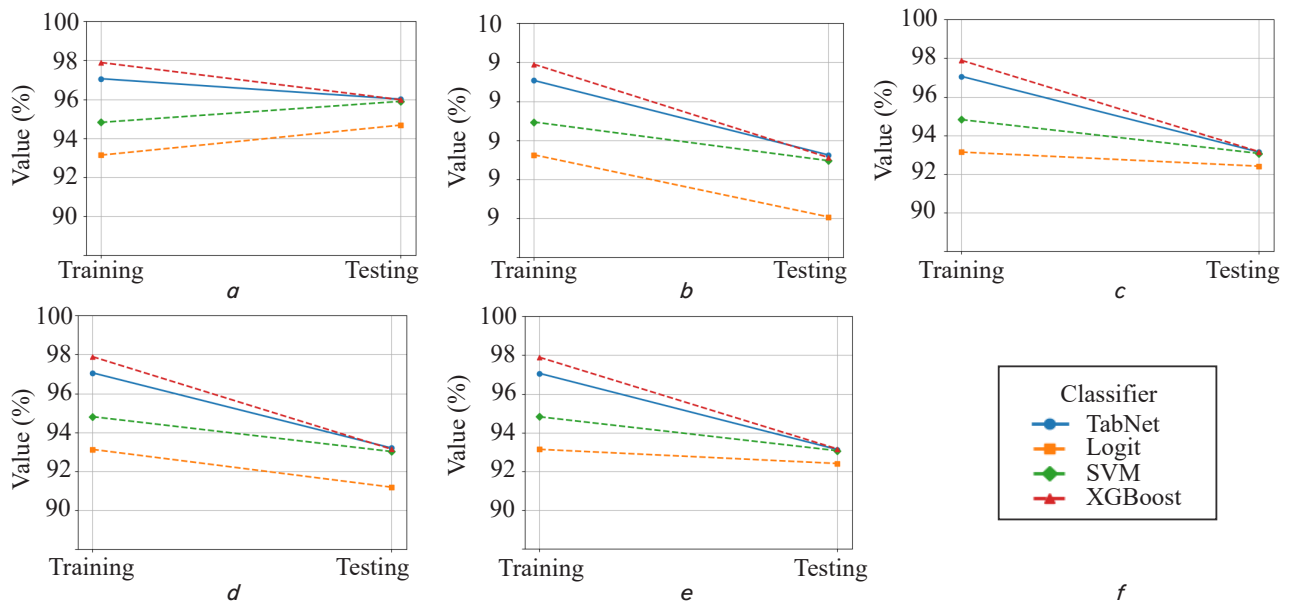 100
98
96
94
92
90
Value (%)
Training
Testing
a
10
9
9
9
9
9
Value (%)
Training
Testing
b
100
98
96
94
92
90
Value (%)
Training
Testing
c
100
98
96
94
92
90
Value (%)
Training
Testing
d
100
98
96
94
92
90
Value (%)
Training
Testing
e
Classifier
TabNet
Logit
SVM
XGBoost
f